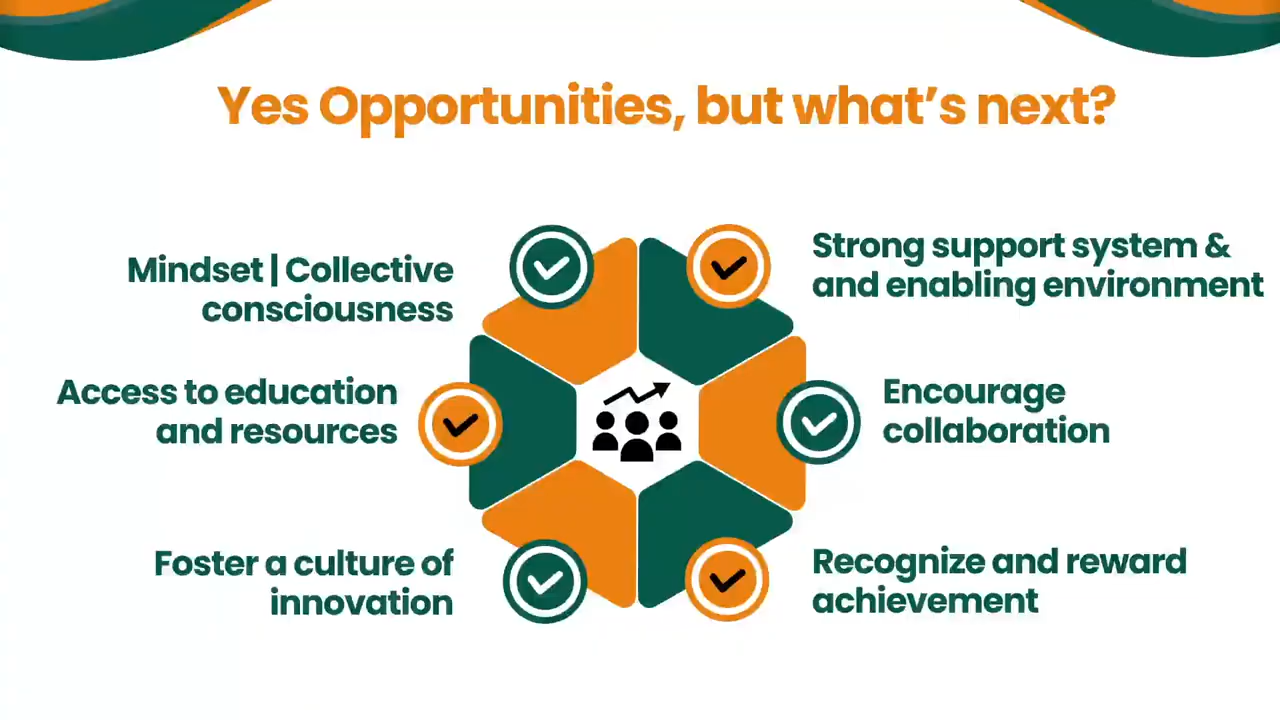 Yes Opportunities, but what's next?
Mindset | Collective
consciousness
Access to education
and resources
Foster a culture of
innovation
Strong support system &
and enabling environment
Encourage
collaboration
Recognize and reward
achievement